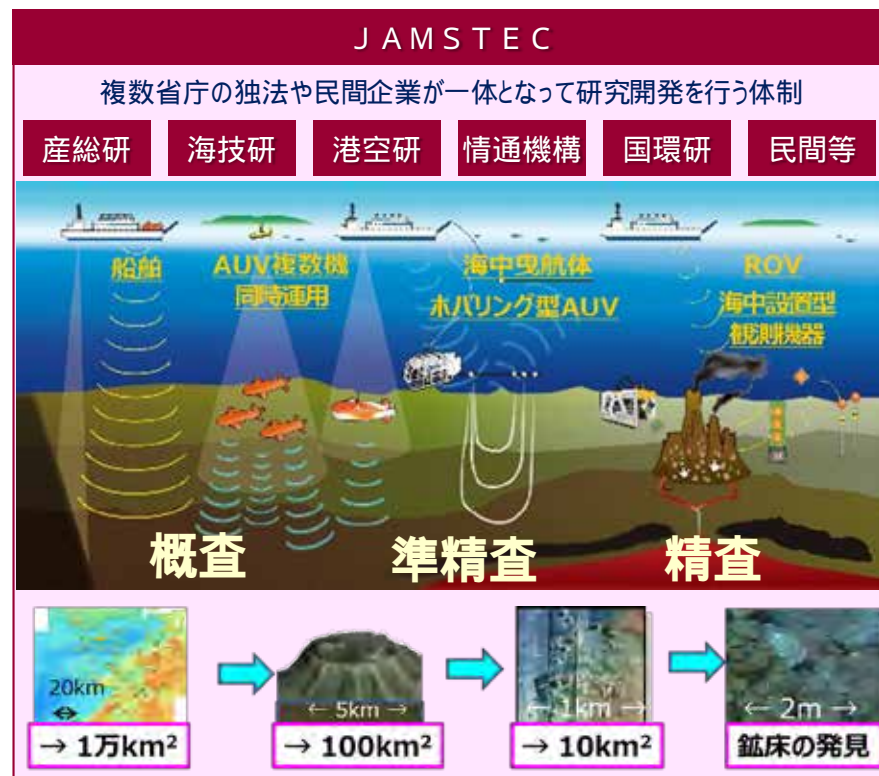 ＪＡＭＳＴＥＣ
複数省庁の独法や民間企業が一体となって研究開発を行う体制
産総研 海技研 港空研 情通機構 国環研 民間等
船舶
AUV複数機
同時運用
海中曳航体
ホバリング型AUV
ROV
海中設置型
観測機器
概査 準精査 精査
20km
← 5km →
← 1km →
← 2m →
→ 1万km²
→ 100km²
→ 10km²
鉱床の発見